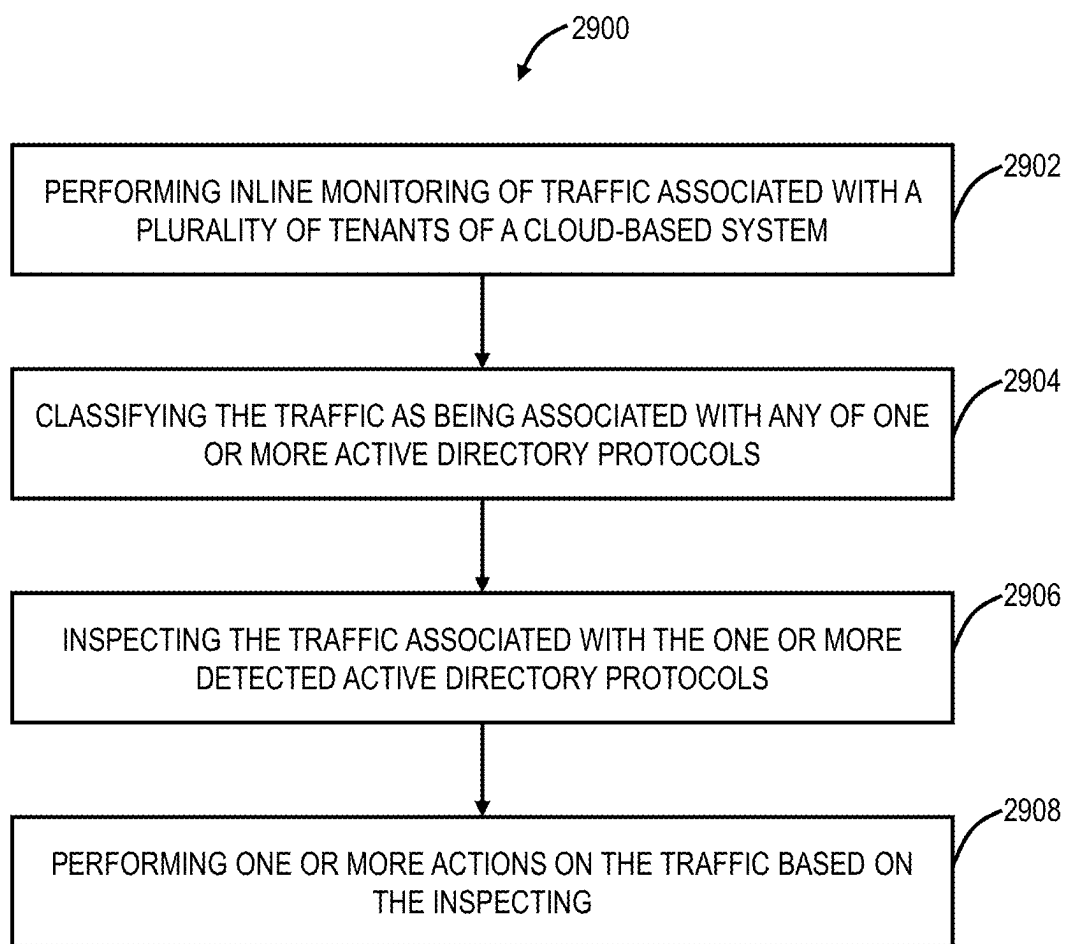 2900
PERFORMING INLINE MONITORING OF TRAFFIC ASSOCIATED WITH A
PLURALITY OF TENANTS OF A CLOUD-BASED SYSTEM
2902
CLASSIFYING THE TRAFFIC AS BEING ASSOCIATED WITH ANY OF ONE
OR MORE ACTIVE DIRECTORY PROTOCOLS
2904
INSPECTING THE TRAFFIC ASSOCIATED WITH THE ONE OR MORE
DETECTED ACTIVE DIRECTORY PROTOCOLS
2906
PERFORMING ONE OR MORE ACTIONS ON THE TRAFFIC BASED ON
THE INSPECTING
2908